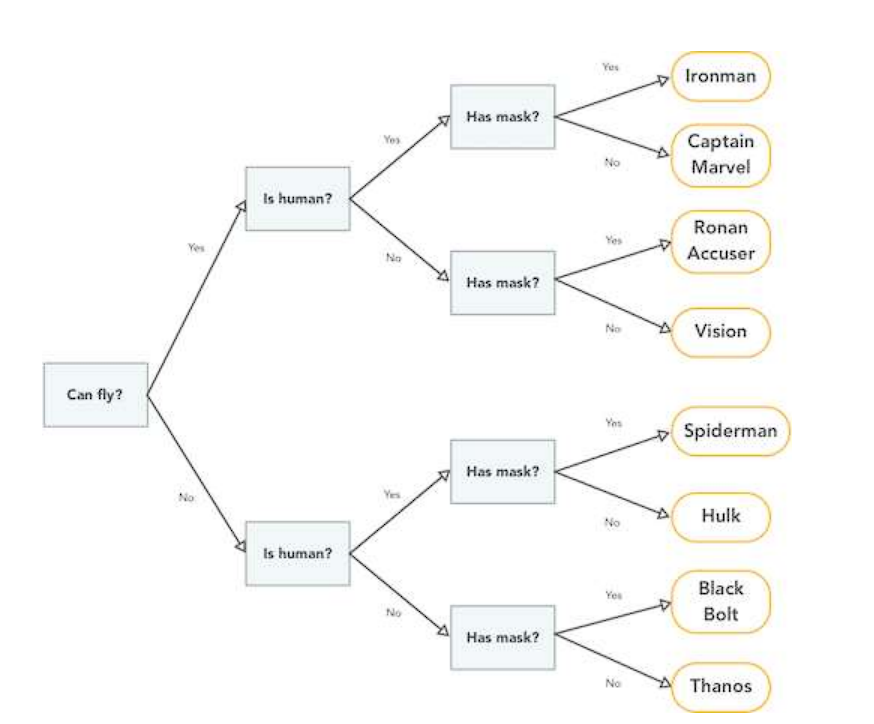 Yes
Ironman
Has mask?
Captain
Marvel
No
Yes
Is human?
Yes
Ronan
Accuser
No
Has mask?
Yes
No
Vision
Can fly?
Yes
Spiderman
Has mask?
No
Yes
No
Hulk
Is human?
Yes
Black
Bolt
No
Has mask?
No
Thanos